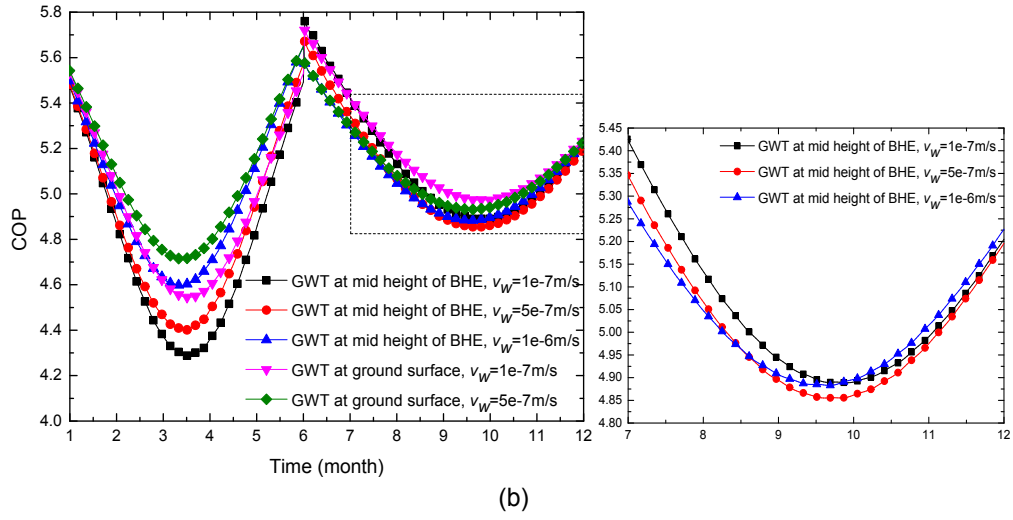 5.8
5.6
5.4
5.2
5.0
4.8
4.6
4.4
4.2
4.0
COP
1 2 3 4 5 6 7 8 9 10 11 12
Time (month)
GWT at mid height of BHE, vW=1e-7m/s
GWT at mid height of BHE, vW=5e-7m/s
GWT at mid height of BHE, vW=1e-6m/s
GWT at ground surface, vW=1e-7m/s
GWT at ground surface, vW=5e-7m/s
5.45
5.40
5.35
5.30
5.25
5.20
5.15
5.10
5.05
5.00
4.95
4.90
4.85
4.80
7 8 9 10 11 12
GWT at mid height of BHE, vW=1e-7m/s
GWT at mid height of BHE, vW=5e-7m/s
GWT at mid height of BHE, vW=1e-6m/s
(b)